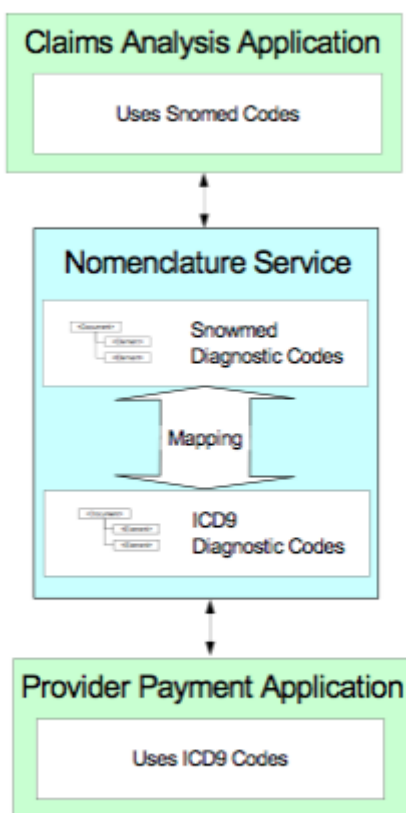 Claims Analysis Application
Uses Snomed Codes
Nomenclature Service
Snowmed
Diagnostic Codes
Mapping
ICD9
Diagnostic Codes
Provider Payment Application
Uses ICD9 Codes